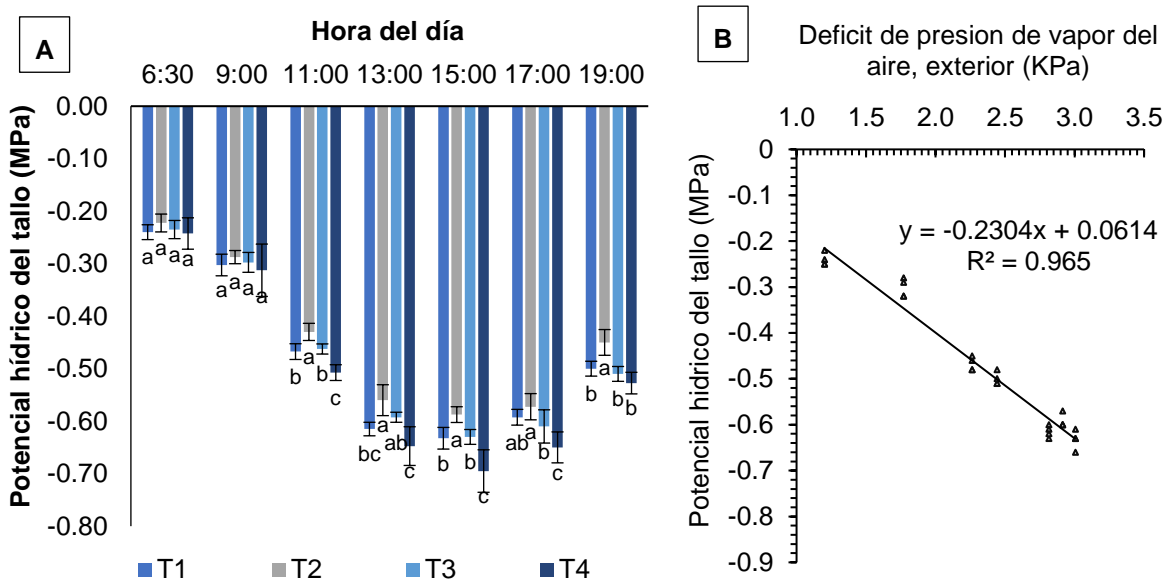 A
Hora del día
6:30 9:00 11:00 13:00 15:00 17:00 19:00
Potencial hídrico del tallo (MPa)
0.00
-0.10
-0.20
-0.30
-0.40
-0.50
-0.60
-0.70
-0.80
a a a a
a a a a
b a b c
bc a ab c
b a b c
ab a b c
b a b b
T1 T2 T3 T4
B
Deficit de presion de vapor del
aire, exterior (KPa)
1.0 1.5 2.0 2.5 3.0 3.5
Potencial hidrico del tallo (MPa)
0
-0.1
-0.2
-0.3
-0.4
-0.5
-0.6
-0.7
-0.8
-0.9
y = -0.2304x + 0.0614
R² = 0.965